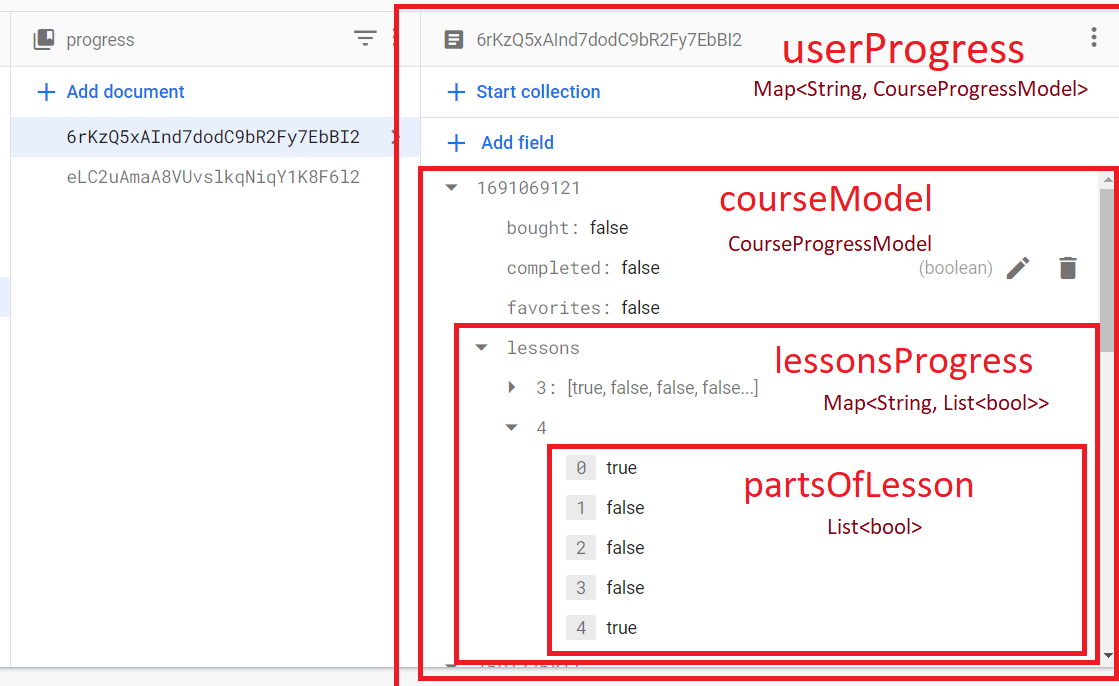 progress
6rKzQ5xAInd7dodC9bR2Fy7EbBI2
userProgress
Map<String, CourseProgressModel>
Add document
Start collection
6rKzQ5xAInd7dodC9bR2Fy7EbBI2
Add field
eLC2uAmaA8VUvslkqNiqY1K8F6l2
1691069121
courseModel
CourseProgressModel
bought: false
completed: false
(boolean)
favorites: false
lessons
lessonsProgress
Map<String, List<bool>>
3: [true, false, false, false...]
4
0 true
partsOfLesson
List<bool>
1 false
2 false
3 false
4 true